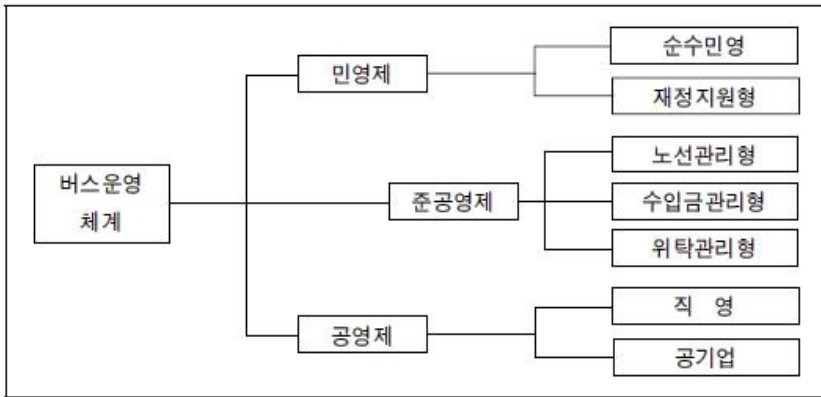 순수민영
민영제
재정지원형
노선관리형
버스운영
체계
준공영제
수입금관리형
위탁관리형
직 영
공영제
공기업